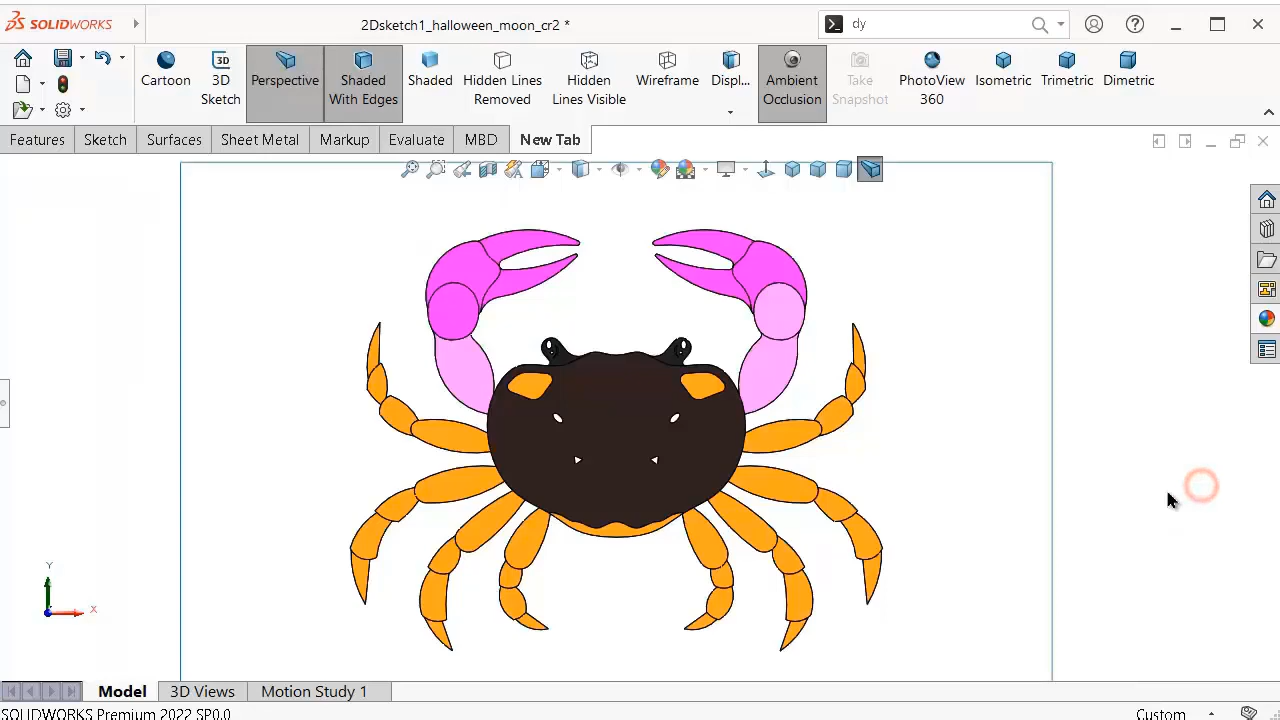 SOLIDWORKS
2Dsketch1_halloween_moon_cr2 *
dy
Cartoon
3D
3D Sketch
Perspective
Shaded With Edges
Shaded
Hidden Lines Removed
Hidden Lines Visible
Wireframe
Displ...
Ambient Occlusion
Take Snapshot
PhotoView 360
Isometric
Trimetric
Dimetric
Features
Sketch
Surfaces
Sheet Metal
Markup
Evaluate
MBD
New Tab
Y
X
Model
3D Views
Motion Study 1
SOLIDWORKS Premium 2022 SP0.0
Custom